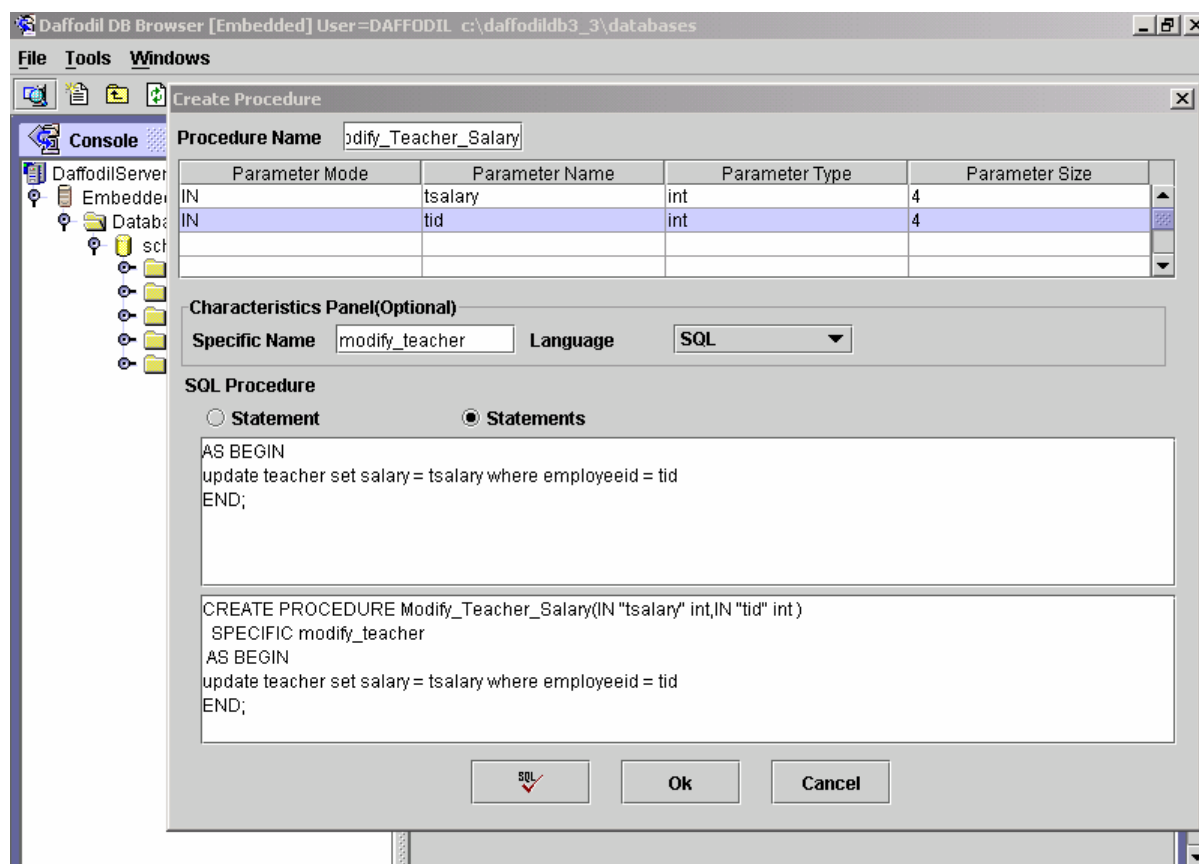 Daffodil DB Browser [Embedded] User=DAFFODIL c:\daffodildb3_3\databases
File Tools Windows
Create Procedure
Console
Procedure Name odify_Teacher_Salary
DaffodilServer
Parameter Mode Parameter Name Parameter Type Parameter Size
Embedde
IN tsalary int 4
Databa
IN tid int 4
sch
Characteristics Panel(Optional)
Specific Name modify_teacher Language SQL
SQL Procedure
Statement Statements
AS BEGIN
update teacher set salary = tsalary where employeeid = tid
END;
CREATE PROCEDURE Modify_Teacher_Salary(IN "tsalary" int,IN "tid" int )
SPECIFIC modify_teacher
AS BEGIN
update teacher set salary = tsalary where employeeid = tid
END;
SQL Ok Cancel